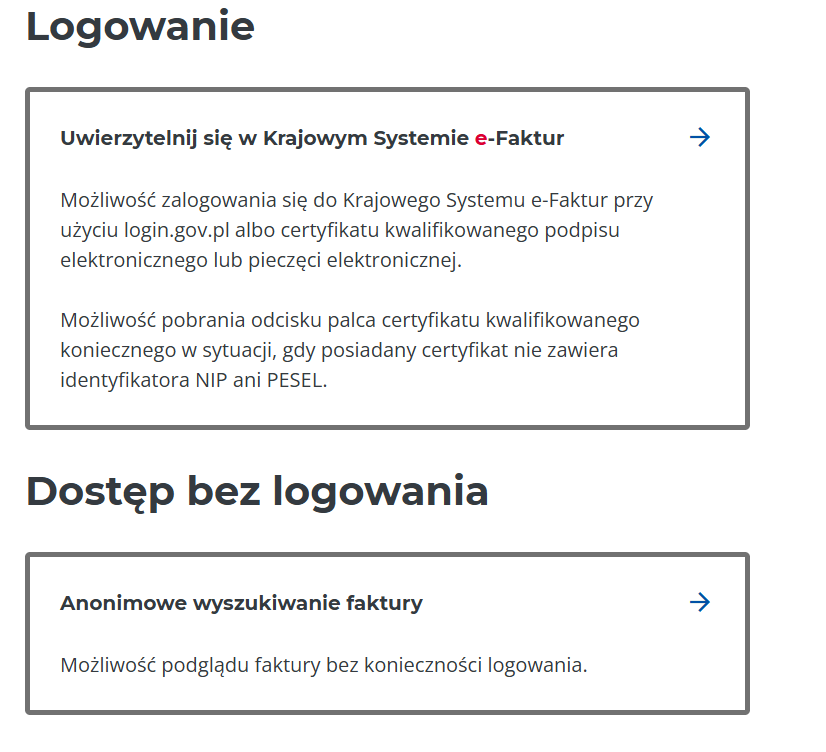 Logowanie
Uwierzytelnij się w Krajowym Systemie e-Faktur
Możliwość zalogowania się do Krajowego Systemu e-Faktur przy
użyciu login.gov.pl albo certyfikatu kwalifikowanego podpisu
elektronicznego lub pieczęci elektronicznej.
Możliwość pobrania odcisku palca certyfikatu kwalifikowanego
koniecznego w sytuacji, gdy posiadany certyfikat nie zawiera
identyfikatora NIP ani PESEL.
Dostęp bez logowania
Anonimowe wyszukiwanie faktury
Możliwość podglądu faktury bez konieczności logowania.